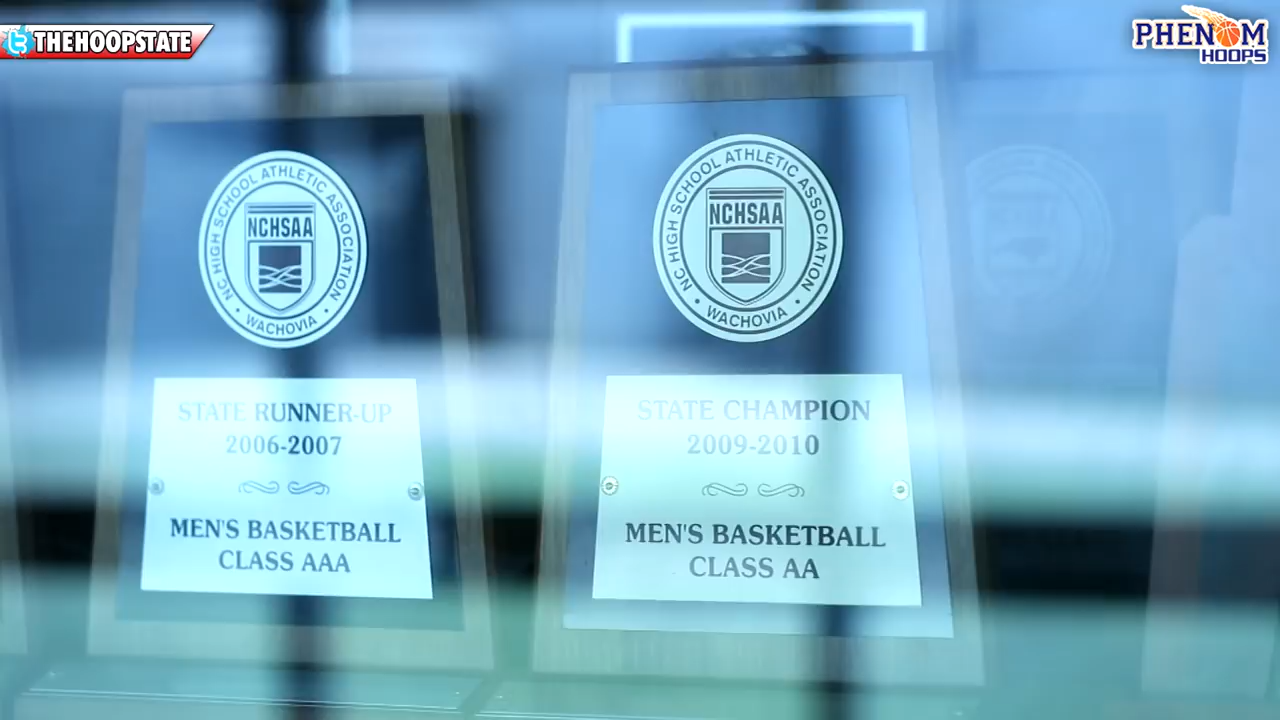 THEHOOPSTATE
PHENOM
HOOPS
NC HIGH SCHOOL ATHLETIC ASSOCIATION
NCHSAA
• WACHOVIA •
STATE RUNNER-UP
2006-2007
MEN'S BASKETBALL
CLASS AAA
NC HIGH SCHOOL ATHLETIC ASSOCIATION
NCHSAA
• WACHOVIA •
STATE CHAMPION
2009-2010
MEN'S BASKETBALL
CLASS AA